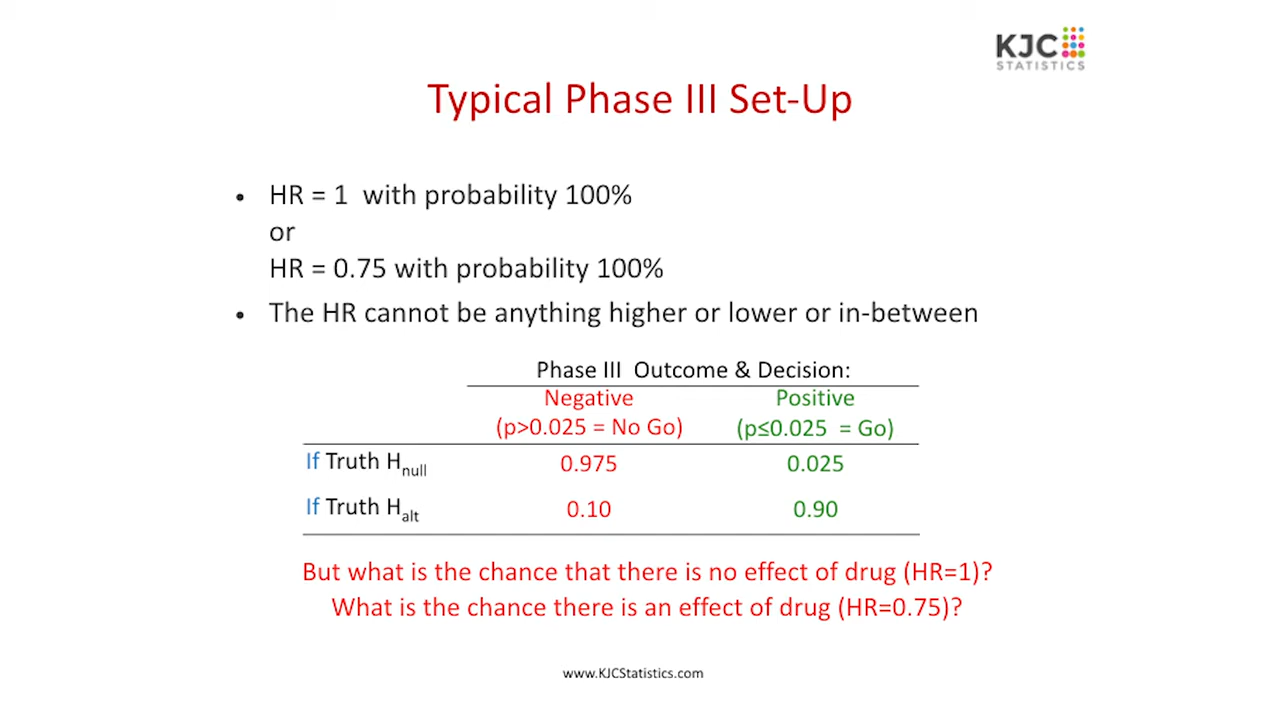 KJC
STATISTICS
Typical Phase III Set-Up
• HR = 1 with probability 100%
or
HR = 0.75 with probability 100%
• The HR cannot be anything higher or lower or in-between
Phase III Outcome & Decision:
Negative Positive
(p>0.025 = No Go) (p≤0.025 = Go)
If Truth Hnull 0.975 0.025
If Truth Halt 0.10 0.90
But what is the chance that there is no effect of drug (HR=1)?
What is the chance there is an effect of drug (HR=0.75)?
www.KJCStatistics.com